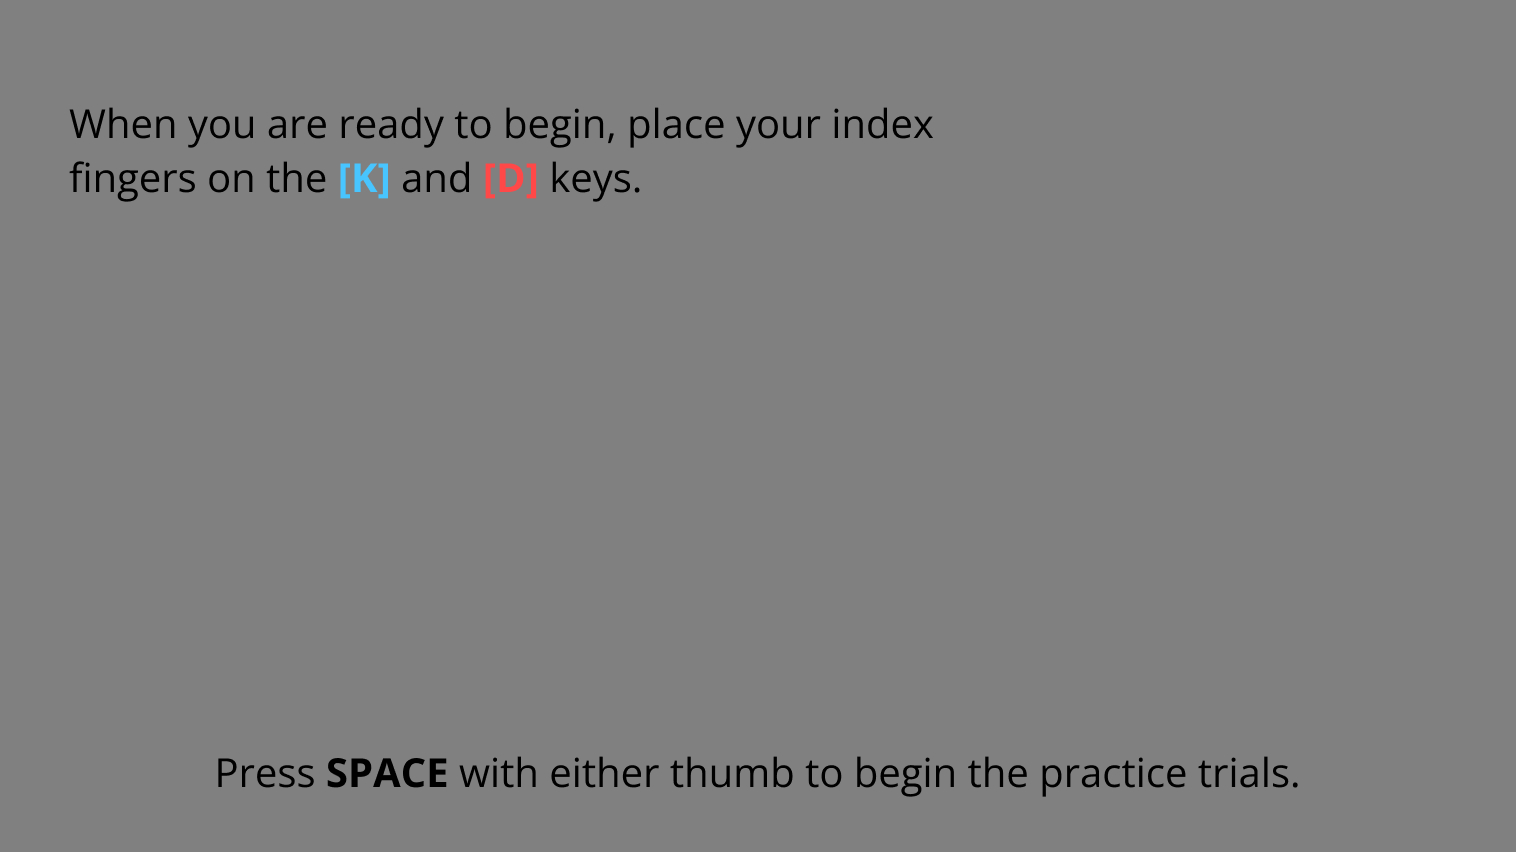 When you are ready to begin, place your index
fingers on the [K] and [D] keys.
Press SPACE with either thumb to begin the practice trials.